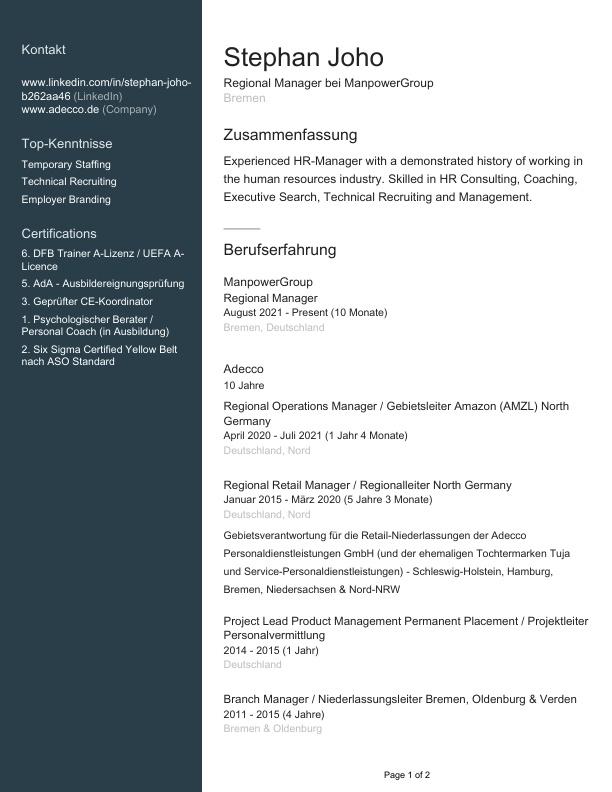 Kontakt
www.linkedin.com/in/stephan-joho-
b262aa46 (LinkedIn)
www.adecco.de (Company)
Top-Kenntnisse
Temporary Staffing
Technical Recruiting
Employer Branding
Certifications
6. DFB Trainer A-Lizenz / UEFA A-
Licence
5. AdA - Ausbildereignungsprüfung
3. Geprüfter CE-Koordinator
1. Psychologischer Berater /
Personal Coach (in Ausbildung)
2. Six Sigma Certified Yellow Belt
nach ASO Standard
Stephan Joho
Regional Manager bei ManpowerGroup
Bremen
Zusammenfassung
Experienced HR-Manager with a demonstrated history of working in
the human resources industry. Skilled in HR Consulting, Coaching,
Executive Search, Technical Recruiting and Management.
Berufserfahrung
ManpowerGroup
Regional Manager
August 2021 - Present (10 Monate)
Bremen, Deutschland
Adecco
10 Jahre
Regional Operations Manager / Gebietsleiter Amazon (AMZL) North
Germany
April 2020 - Juli 2021 (1 Jahr 4 Monate)
Deutschland, Nord
Regional Retail Manager / Regionalleiter North Germany
Januar 2015 - März 2020 (5 Jahre 3 Monate)
Deutschland, Nord
Gebietsverantwortung für die Retail-Niederlassungen der Adecco
Personaldienstleistungen GmbH (und der ehemaligen Tochtermarken Tuja
und Service-Personaldienstleistungen) - Schleswig-Holstein, Hamburg,
Bremen, Niedersachsen & Nord-NRW
Project Lead Product Management Permanent Placement / Projektleiter
Personalvermittlung
2014 - 2015 (1 Jahr)
Deutschland
Branch Manager / Niederlassungsleiter Bremen, Oldenburg & Verden
2011 - 2015 (4 Jahre)
Bremen & Oldenburg
Page 1 of 2